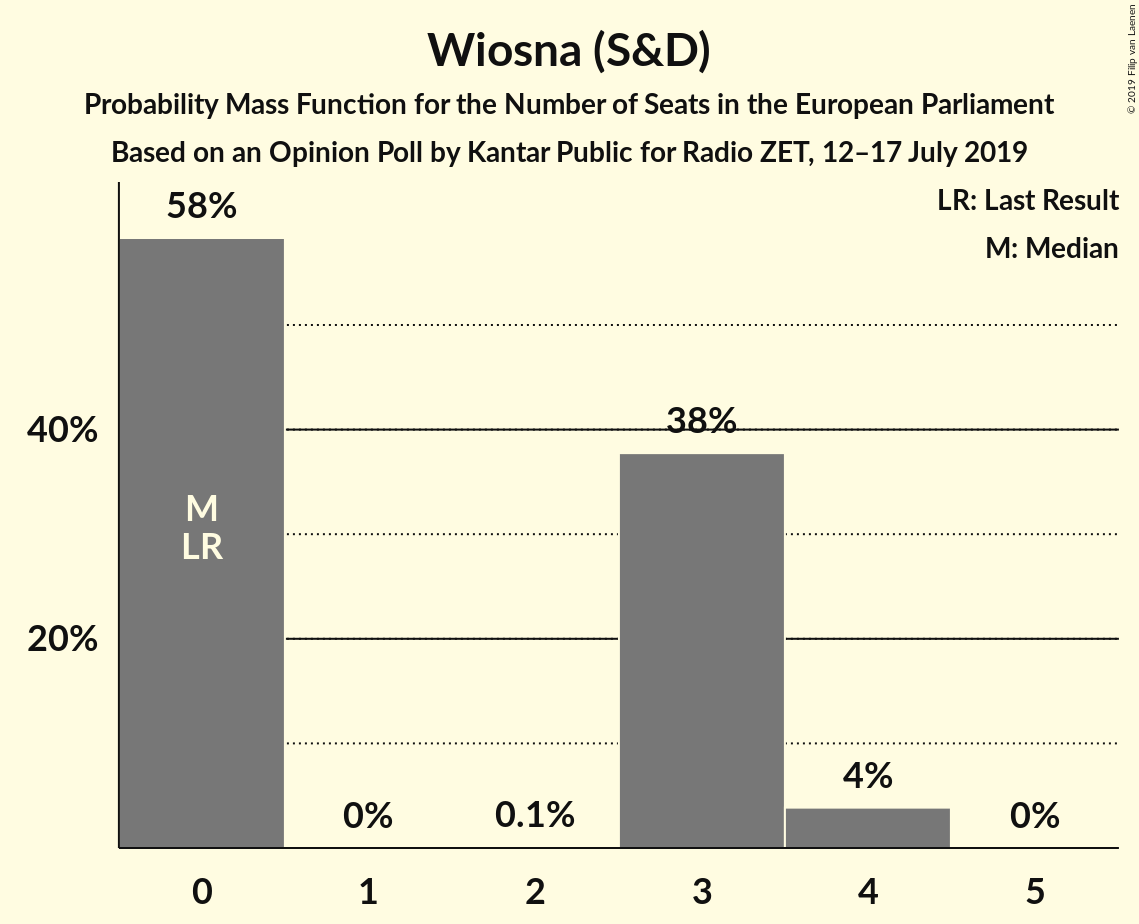 Wiosna (S&D)
Probability Mass Function for the Number of Seats in the European Parliament
Based on an Opinion Poll by Kantar Public for Radio ZET, 12–17 July 2019
© 2019 Filip van Laenen
LR: Last Result
M: Median
58%
40%
38%
M
LR
20%
4%
0%
0.1%
0%
0
1
2
3
4
5